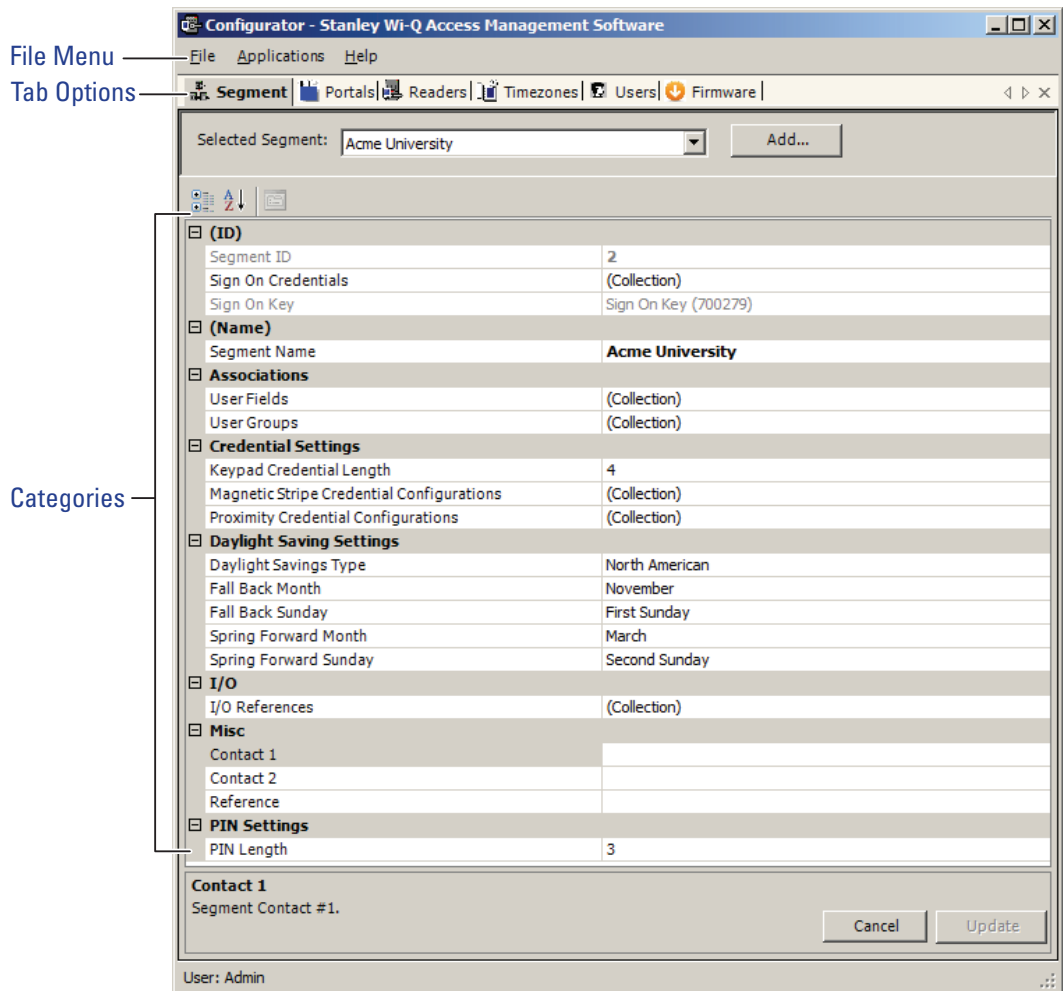 Configurator - Stanley Wi-Q Access Management Software
File Menu
File Applications Help
Tab Options
Segment Portals Readers Timezones Users Firmware
Selected Segment: Acme University Add...
A
Z
(ID)
Segment ID 2
Sign On Credentials (Collection)
Sign On Key Sign On Key (700279)
(Name)
Segment Name Acme University
Associations
User Fields (Collection)
User Groups (Collection)
Credential Settings
Keypad Credential Length 4
Categories
Magnetic Stripe Credential Configurations (Collection)
Proximity Credential Configurations (Collection)
Daylight Saving Settings
Daylight Savings Type North American
Fall Back Month November
Fall Back Sunday First Sunday
Spring Forward Month March
Spring Forward Sunday Second Sunday
I/O
I/O References (Collection)
Misc
Contact 1
Contact 2
Reference
PIN Settings
PIN Length 3
Contact 1
Segment Contact #1.
Cancel Update
User: Admin